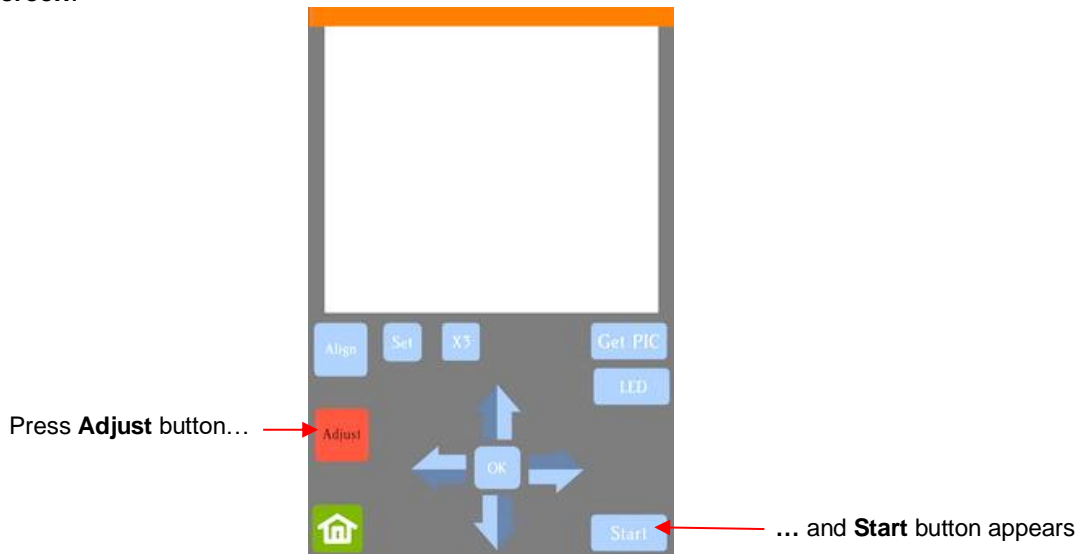 Align
Set
X3
Get PIC
LED
Press Adjust button…
Adjust
OK
Start
… and Start button appears